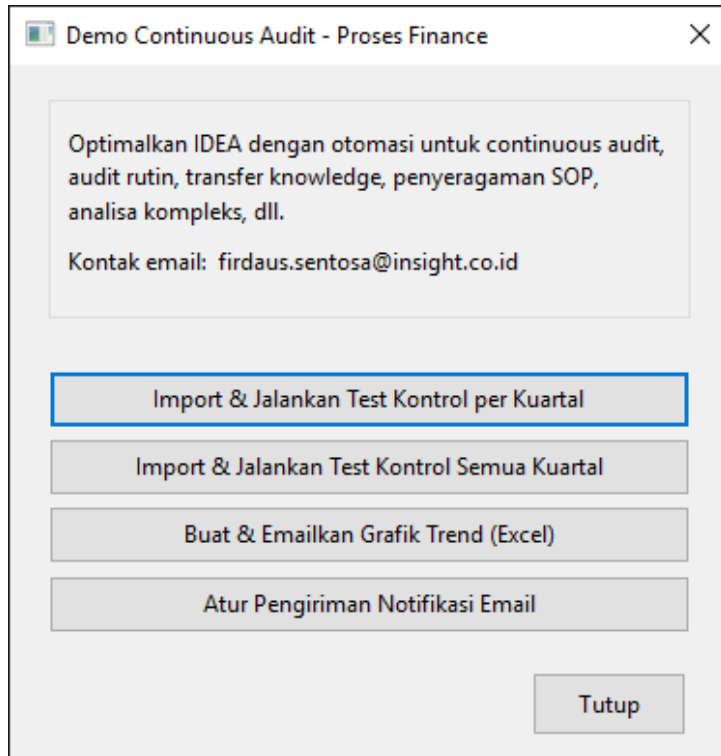 Demo Continuous Audit - Proses Finance
Optimalkan IDEA dengan otomasi untuk continuous audit,
audit rutin, transfer knowledge, penyeragaman SOP,
analisa kompleks, dll.
Kontak email: firdaus.sentosa@insight.co.id
Import & Jalankan Test Kontrol per Kuartal
Import & Jalankan Test Kontrol Semua Kuartal
Buat & Emailkan Grafik Trend (Excel)
Atur Pengiriman Notifikasi Email
Tutup